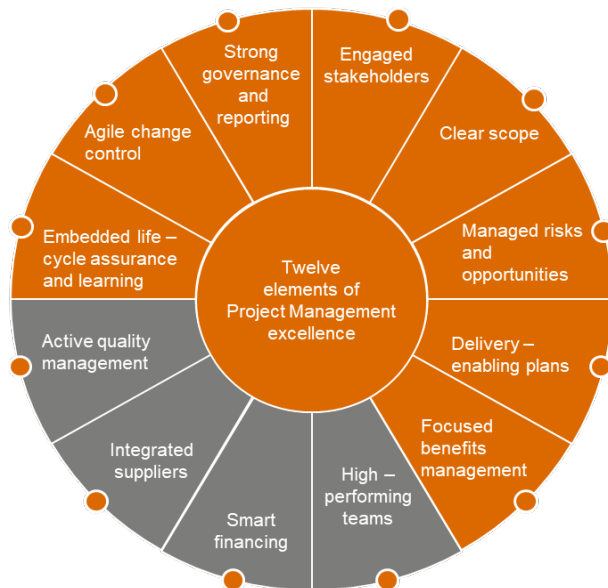 Twelve
elements of
Project Management
excellence
Engaged
stakeholders
Clear scope
Managed risks
and
opportunities
Delivery –
enabling plans
Focused
benefits
management
High –
performing
teams
Smart
financing
Integrated
suppliers
Active quality
management
Embedded life –
cycle assurance
and learning
Agile change
control
Strong
governance
and
reporting